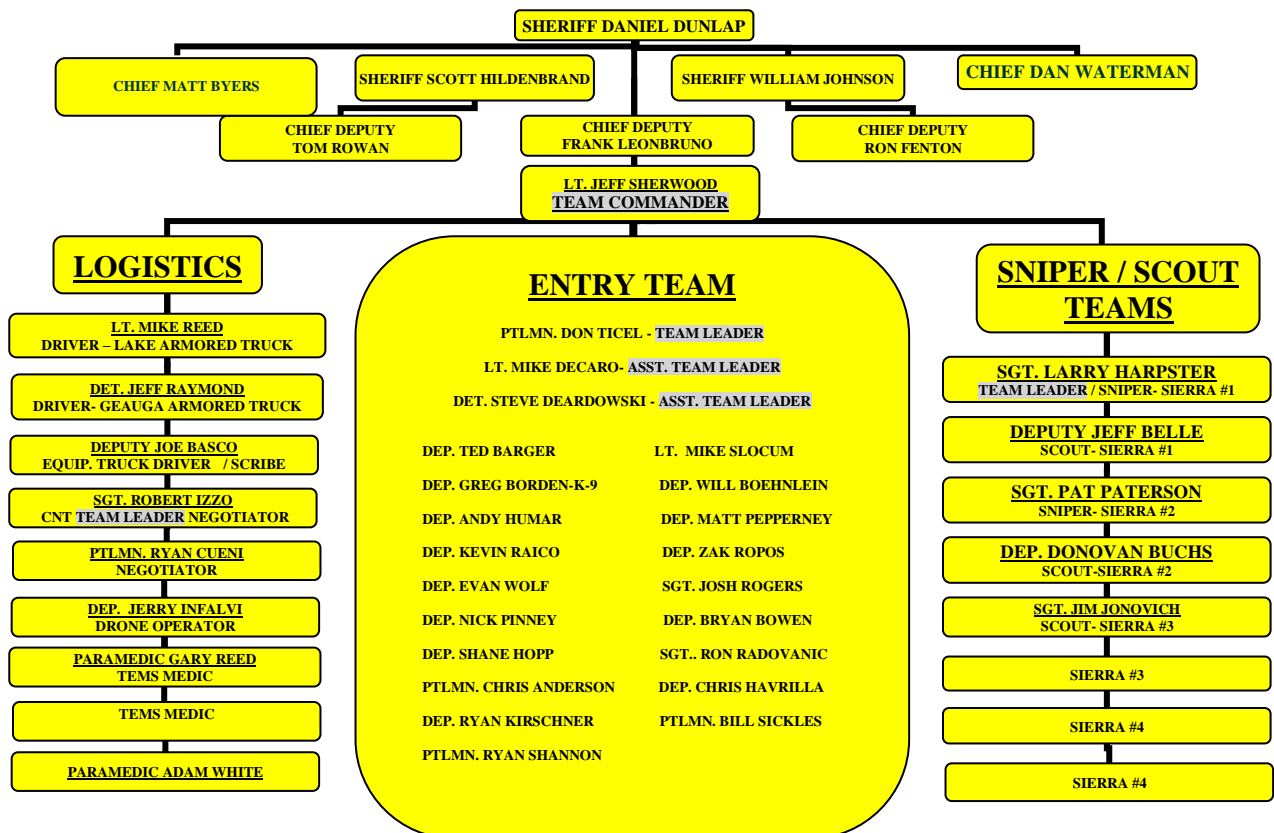 SHERIFF DANIEL DUNLAP
CHIEF MATT BYERS
SHERIFF SCOTT HILDENBRAND
SHERIFF WILLIAM JOHNSON
CHIEF DAN WATERMAN
CHIEF DEPUTY
TOM ROWAN
CHIEF DEPUTY
FRANK LEONBRUNO
CHIEF DEPUTY
RON FENTON
LT. JEFF SHERWOOD
TEAM COMMANDER
LOGISTICS
LT. MIKE REED
DRIVER – LAKE ARMORED TRUCK
DET. JEFF RAYMOND
DRIVER- GEAUGA ARMORED TRUCK
DEPUTY JOE BASCO
EQUIP. TRUCK DRIVER / SCRIBE
SGT. ROBERT IZZO
CNT TEAM LEADER NEGOTIATOR
PTLMN. RYAN CUENI
NEGOTIATOR
DEP. JERRY INFALVI
DRONE OPERATOR
PARAMEDIC GARY REED
TEMS MEDIC
TEMS MEDIC
PARAMEDIC ADAM WHITE
ENTRY TEAM
PTLMN. DON TICEL - TEAM LEADER
LT. MIKE DECARO- ASST. TEAM LEADER
DET. STEVE DEARDOWSKI - ASST. TEAM LEADER
DEP. TED BARGER LT. MIKE SLOCUM
DEP. GREG BORDEN-K-9 DEP. WILL BOEHNLEIN
DEP. ANDY HUMAR DEP. MATT PEPPERNEY
DEP. KEVIN RAICO DEP. ZAK ROPOS
DEP. EVAN WOLF SGT. JOSH ROGERS
DEP. NICK PINNEY DEP. BRYAN BOWEN
DEP. SHANE HOPP SGT.. RON RADOVANIC
PTLMN. CHRIS ANDERSON DEP. CHRIS HAVRILLA
DEP. RYAN KIRSCHNER PTLMN. BILL SICKLES
PTLMN. RYAN SHANNON
SNIPER / SCOUT
TEAMS
SGT. LARRY HARPSTER
TEAM LEADER / SNIPER- SIERRA #1
DEPUTY JEFF BELLE
SCOUT- SIERRA #1
SGT. PAT PATERSON
SNIPER- SIERRA #2
DEP. DONOVAN BUCHS
SCOUT-SIERRA #2
SGT. JIM JONOVICH
SCOUT- SIERRA #3
SIERRA #3
SIERRA #4
SIERRA #4